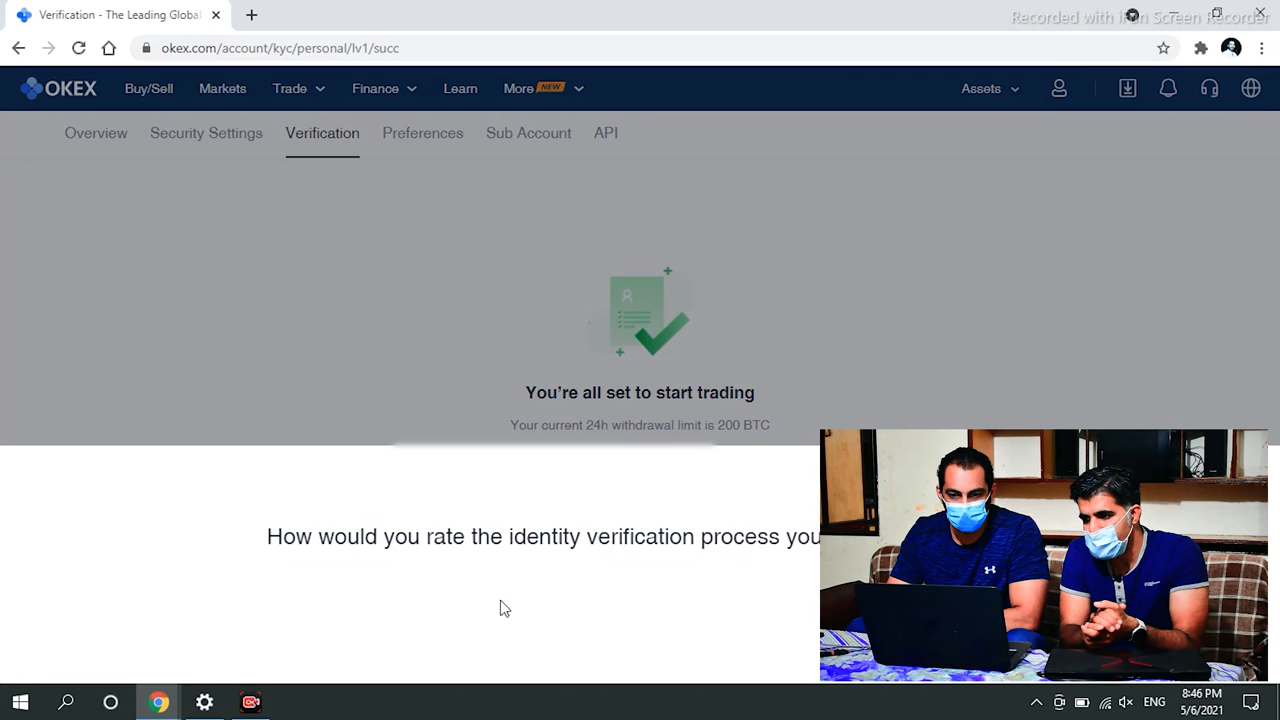 Verification - The Leading Global
Recorded with iFun Screen Recorder
okex.com/account/kyc/personal/lv1/succ
OKEX Buy/Sell Markets Trade Finance Learn More NEW Assets
Overview Security Settings Verification Preferences Sub Account API
You're all set to start trading
Your current 24h withdrawal limit is 200 BTC
How would you rate the identity verification process you
ENG
8:46 PM
5/6/2021